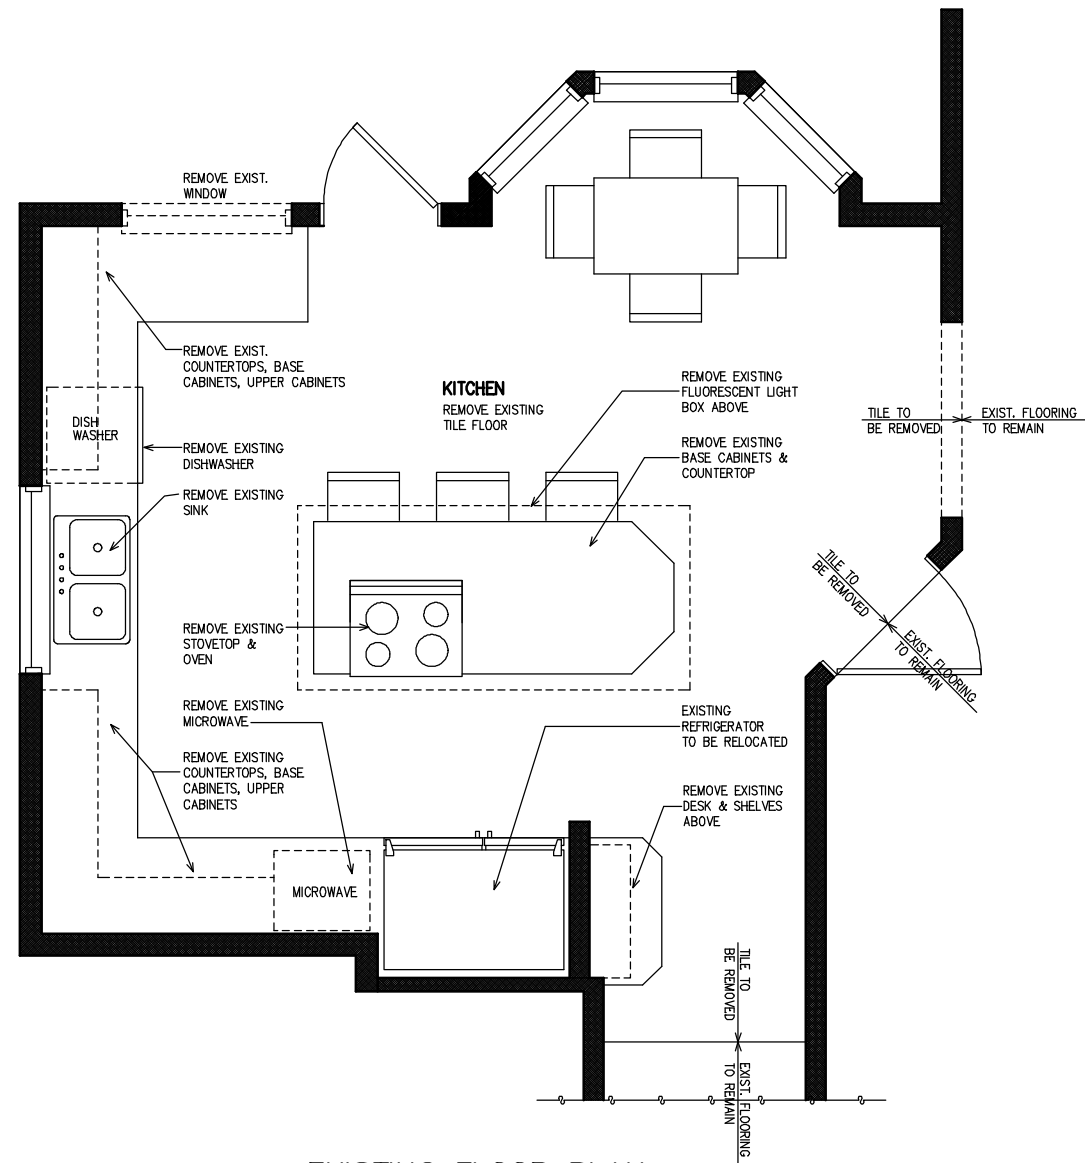 REMOVE EXIST.
WINDOW
REMOVE EXIST.
COUNTERTOPS, BASE
CABINETS, UPPER CABINETS
KITCHEN
REMOVE EXISTING
TILE FLOOR
REMOVE EXISTING
FLUORESCENT LIGHT
BOX ABOVE
TILE TO
BE REMOVED
EXIST. FLOORING
TO REMAIN
DISH
WASHER
REMOVE EXISTING
DISHWASHER
REMOVE EXISTING
BASE CABINETS &
COUNTERTOP
REMOVE EXISTING
SINK
TILE TO
BE REMOVED
EXIST. FLOORING
TO REMAIN
REMOVE EXISTING
STOVETOP &
OVEN
REMOVE EXISTING
MICROWAVE
EXISTING
REFRIGERATOR
TO BE RELOCATED
REMOVE EXISTING
COUNTERTOPS, BASE
CABINETS, UPPER
CABINETS
REMOVE EXISTING
DESK & SHELVES
ABOVE
MICROWAVE
TILE TO
BE REMOVED
EXIST. FLOORING
TO REMAIN
EXISTING FLOOR PLAN